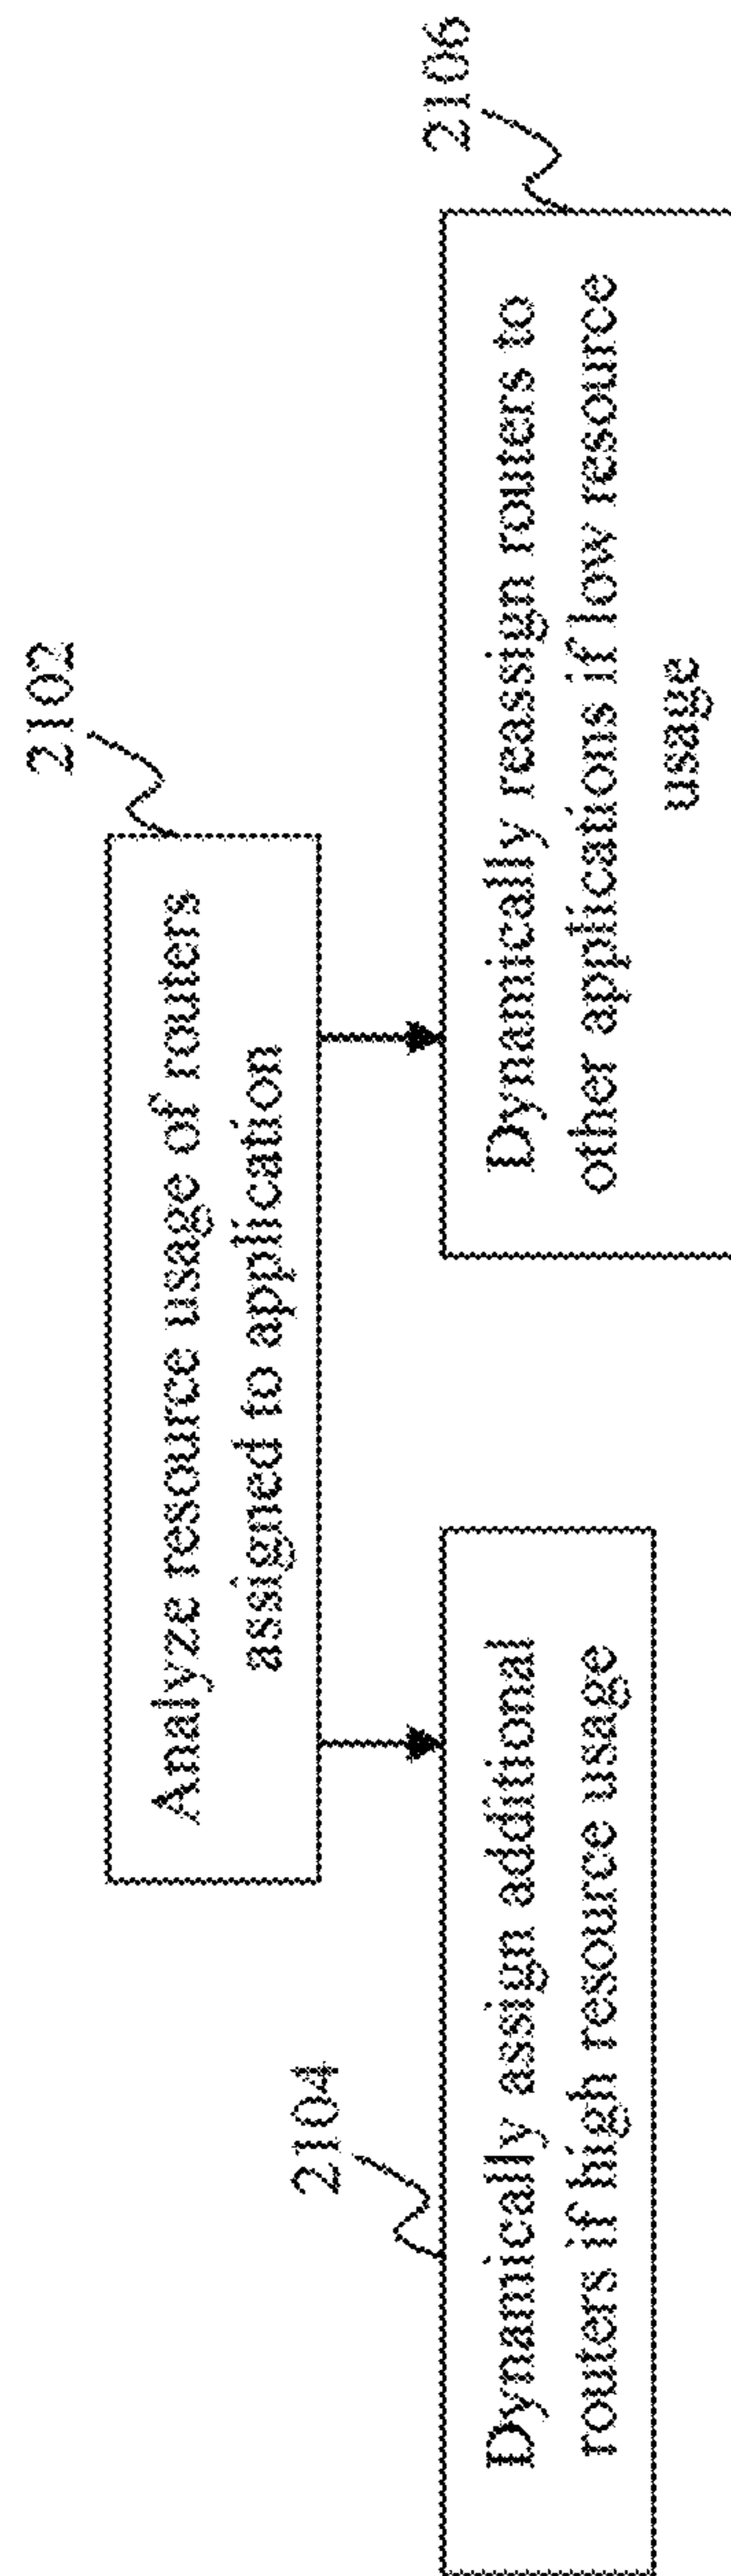 2102
Analyze resource usage of routers
assigned to application
2104
Dynamically assign additional
routers if high resource usage
2106
Dynamically reassign routers to
other applications if low resource
usage